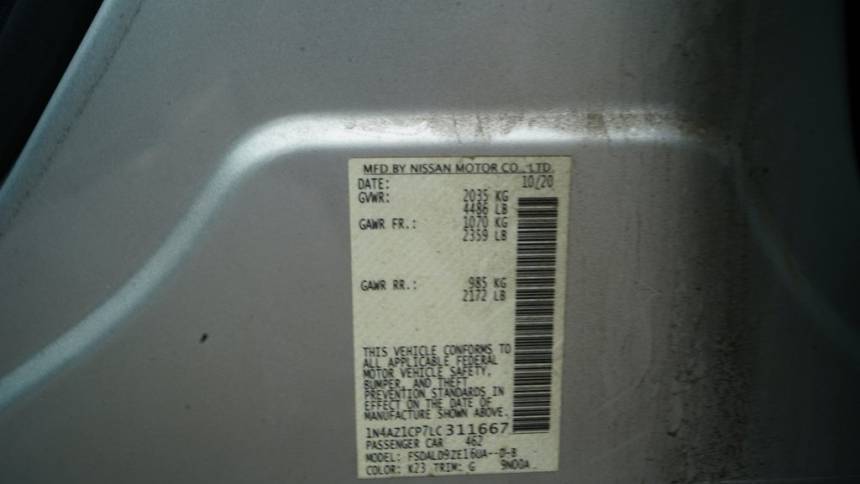 MFD BY NISSAN MOTOR CO., LTD.
DATE: 10/20
GVWR: 2035 KG
4486 LB
GAWR FR.: 1070 KG
2359 LB
GAWR RR.: 985 KG
2172 LB
THIS VEHICLE CONFORMS TO
ALL APPLICABLE FEDERAL
MOTOR VEHICLE SAFETY,
BUMPER, AND THEFT
PREVENTION STANDARDS IN
EFFECT ON THE DATE OF
MANUFACTURE SHOWN ABOVE.
1N4AZ1CP7LC311667
PASSENGER CAR 462
MODEL: FSDALD9ZE16UA--D-B
COLOR: K23 TRIM: G